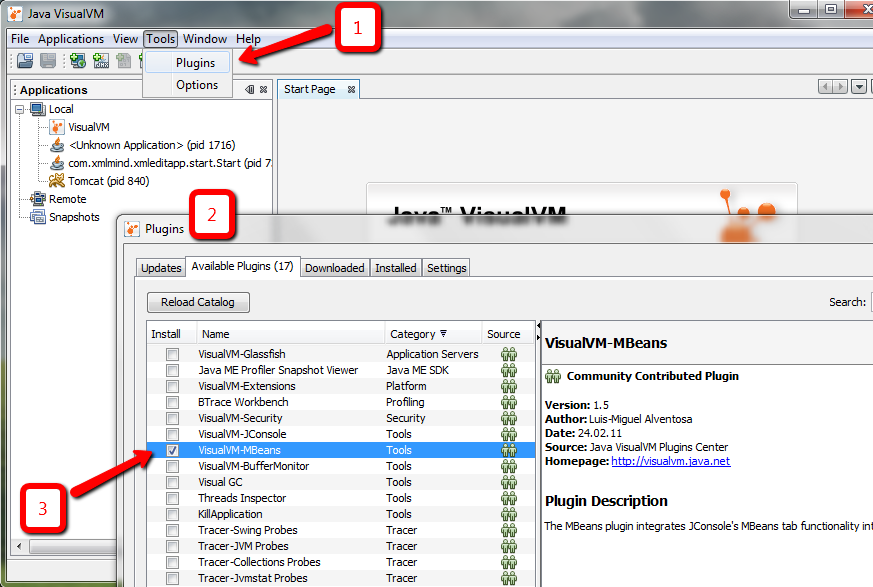 Java VisualVM
File Applications View Tools Window Help
1
Plugins
Options
Applications
Start Page
Local
VisualVM
<Unknown Application> (pid 1716)
com.xmlmind.xmleditapp.start.Start (pid 7
Tomcat (pid 840)
Remote
Snapshots
Java™ VisualVM
2
Plugins
Updates Available Plugins (17) Downloaded Installed Settings
Reload Catalog
Search:
Install Name Category Source
VisualVM-Glassfish Application Servers
Java ME Profiler Snapshot Viewer Java ME SDK
VisualVM-Extensions Platform
BTrace Workbench Profiling
VisualVM-Security Security
VisualVM-JConsole Tools
VisualVM-MBeans Tools
VisualVM-BufferMonitor Tools
Visual GC Tools
Threads Inspector Tools
KillApplication Tools
Tracer-Swing Probes Tracer
Tracer-JVM Probes Tracer
Tracer-Collections Probes Tracer
Tracer-Jvmstat Probes Tracer
3
VisualVM-MBeans
Community Contributed Plugin
Version: 1.5
Author: Luis-Miguel Alventosa
Date: 24.02.11
Source: Java VisualVM Plugins Center
Homepage: http://visualvm.java.net
Plugin Description
The MBeans plugin integrates JConsole's MBeans tab functionality int